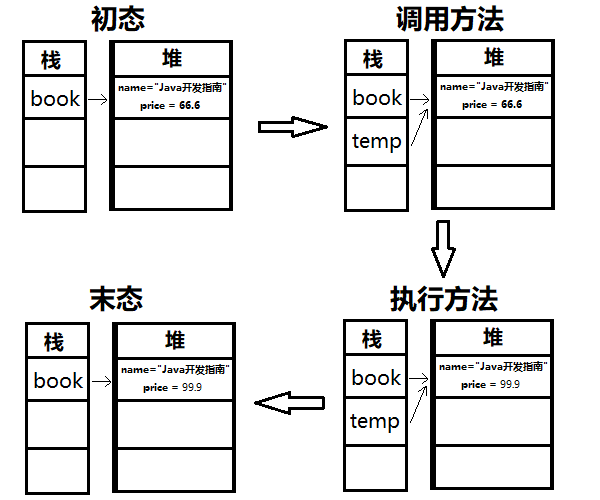 初态
栈
堆
book
name="Java开发指南"
price = 66.6
调用方法
栈
堆
book
name="Java开发指南"
price = 66.6
temp
执行方法
栈
堆
book
name="Java开发指南"
price = 99.9
temp
末态
栈
堆
book
name="Java开发指南"
price = 99.9